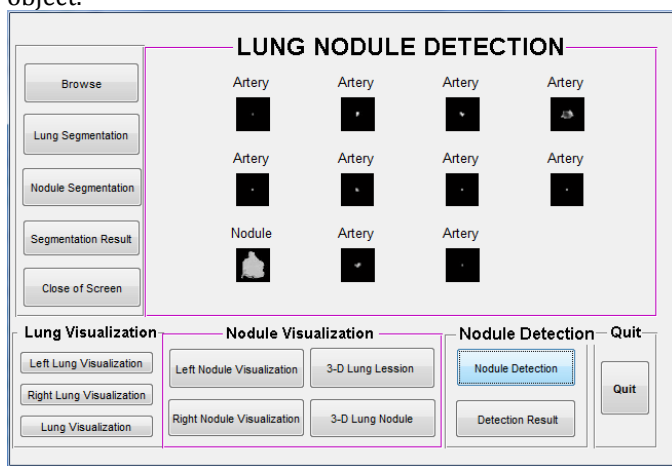 object.
LUNG NODULE DETECTION
Browse
Lung Segmentation
Nodule Segmentation
Segmentation Result
Close of Screen
Artery Artery Artery Artery
Artery Artery Artery Artery
Nodule Artery Artery
Lung Visualization
Left Lung Visualization
Right Lung Visualization
Lung Visualization
Nodule Visualization
Left Nodule Visualization 3-D Lung Lession
Right Nodule Visualization 3-D Lung Nodule
Nodule Detection
Nodule Detection
Detection Result
Quit
Quit